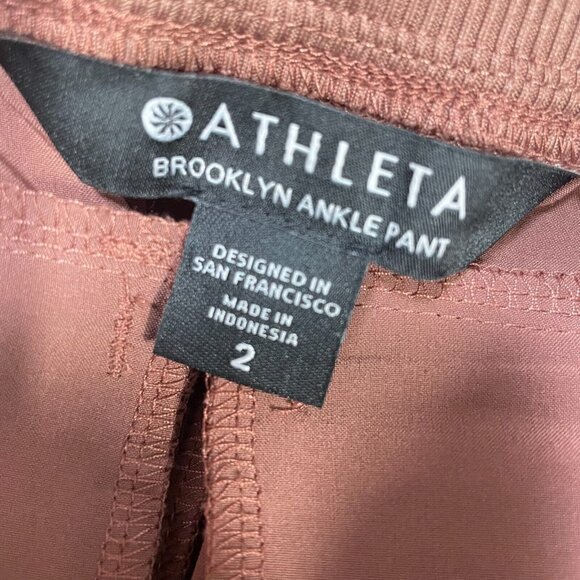 ATHLETA
BROOKLYN ANKLE PANT
DESIGNED IN
SAN FRANCISCO
MADE IN
INDONESIA
2